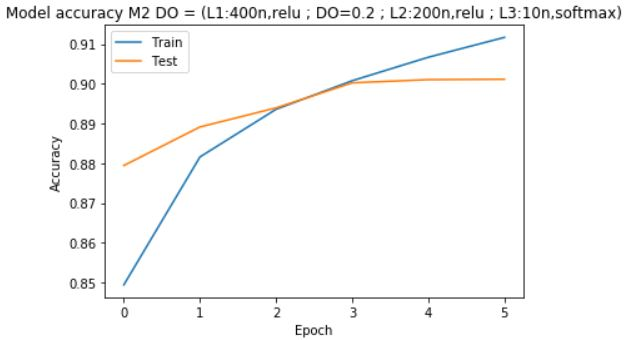 Model accuracy M2 DO = (L1:400n,relu ; DO=0.2 ; L2:200n,relu ; L3:10n,softmax)
Train
Test
0.91
0.90
0.89
0.88
0.87
0.86
0.85
Accuracy
0 1 2 3 4 5
Epoch